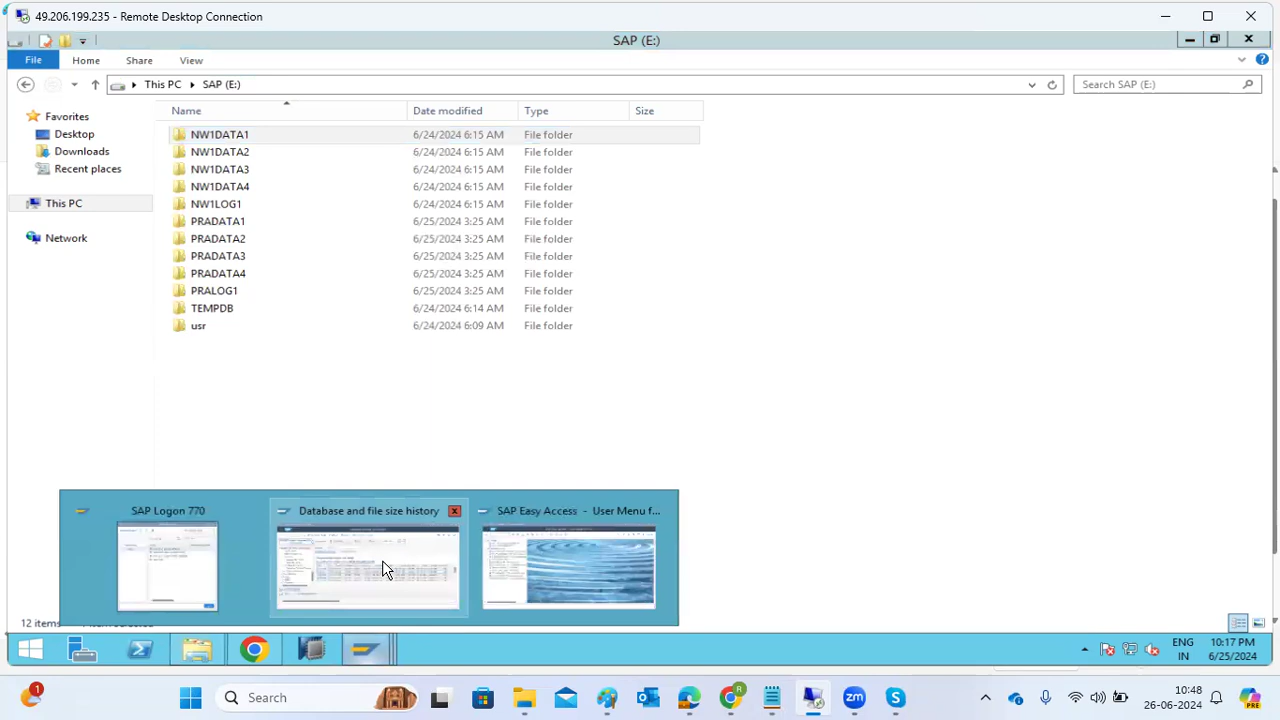 49.206.199.235 - Remote Desktop Connection
SAP (E:)
File Home Share View
This PC SAP (E:) Search SAP (E:)
Name Date modified Type Size
Favorites
Desktop
Downloads
Recent places
This PC
Network
NW1DATA1 6/24/2024 6:15 AM File folder
NW1DATA2 6/24/2024 6:15 AM File folder
NW1DATA3 6/24/2024 6:15 AM File folder
NW1DATA4 6/24/2024 6:15 AM File folder
NW1LOG1 6/24/2024 6:15 AM File folder
PRADATA1 6/25/2024 3:25 AM File folder
PRADATA2 6/25/2024 3:25 AM File folder
PRADATA3 6/25/2024 3:25 AM File folder
PRADATA4 6/25/2024 3:25 AM File folder
PRALOG1 6/25/2024 3:25 AM File folder
TEMPDB 6/24/2024 6:14 AM File folder
usr 6/24/2024 6:09 AM File folder
SAP Logon 770 Database and file size history SAP Easy Access - User Menu f...
12 items
ENG 10:17 PM
IN 6/25/2024
1 Search 10:48
26-06-2024